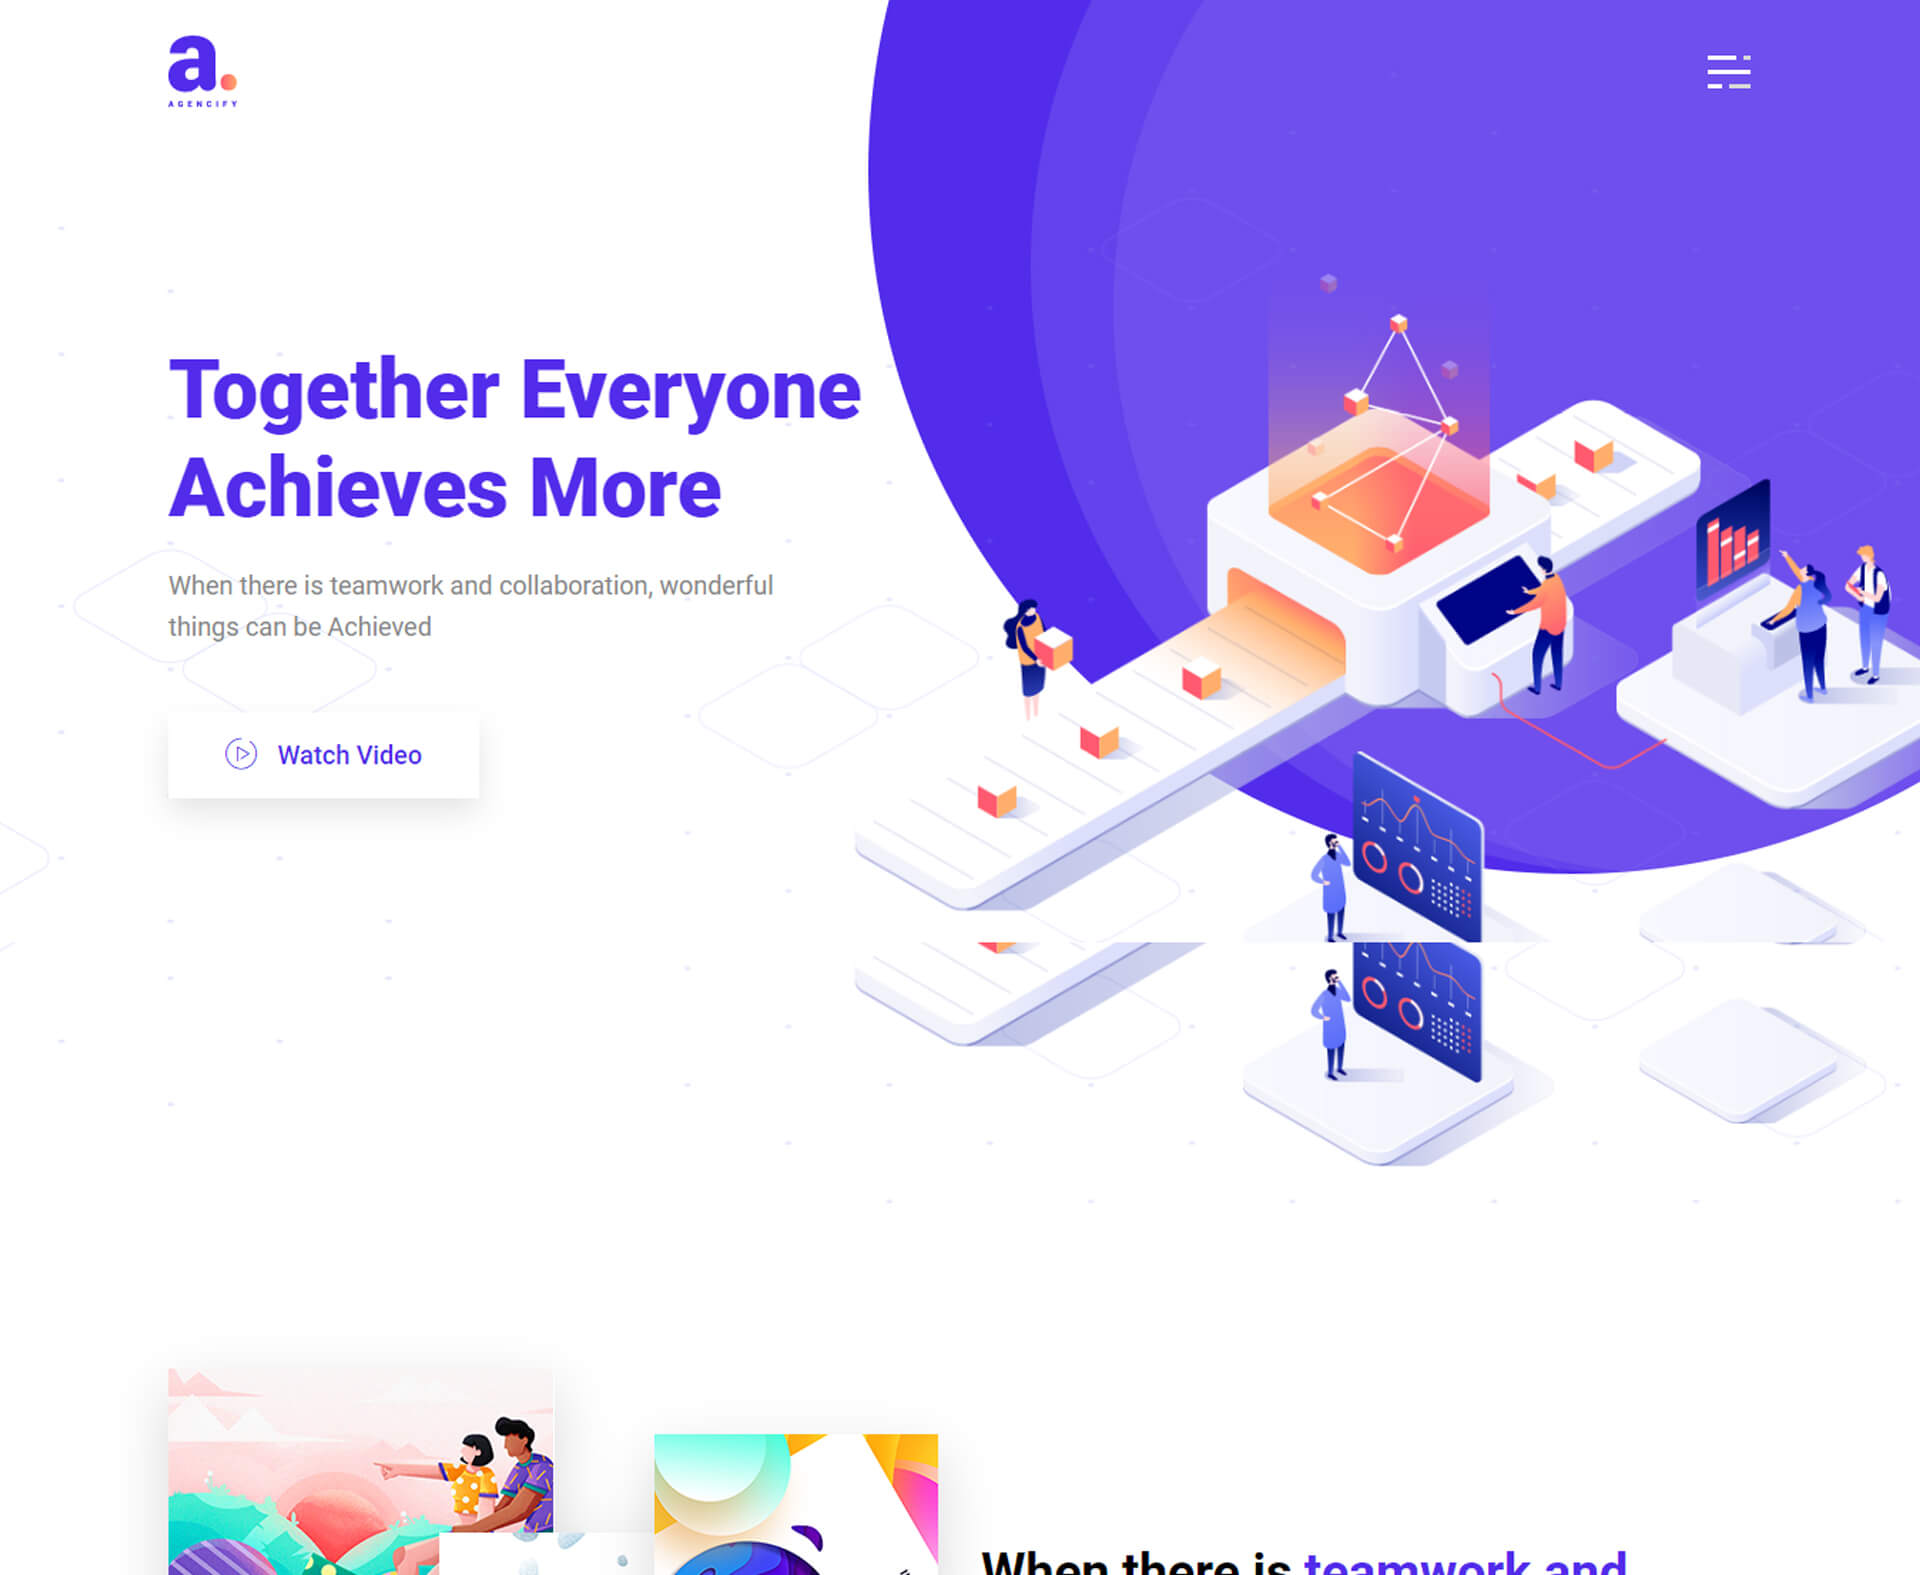 a.
AGENCIFY
Together Everyone
Achieves More
When there is teamwork and collaboration, wonderful
things can be Achieved
Watch Video
When there is teamwork and